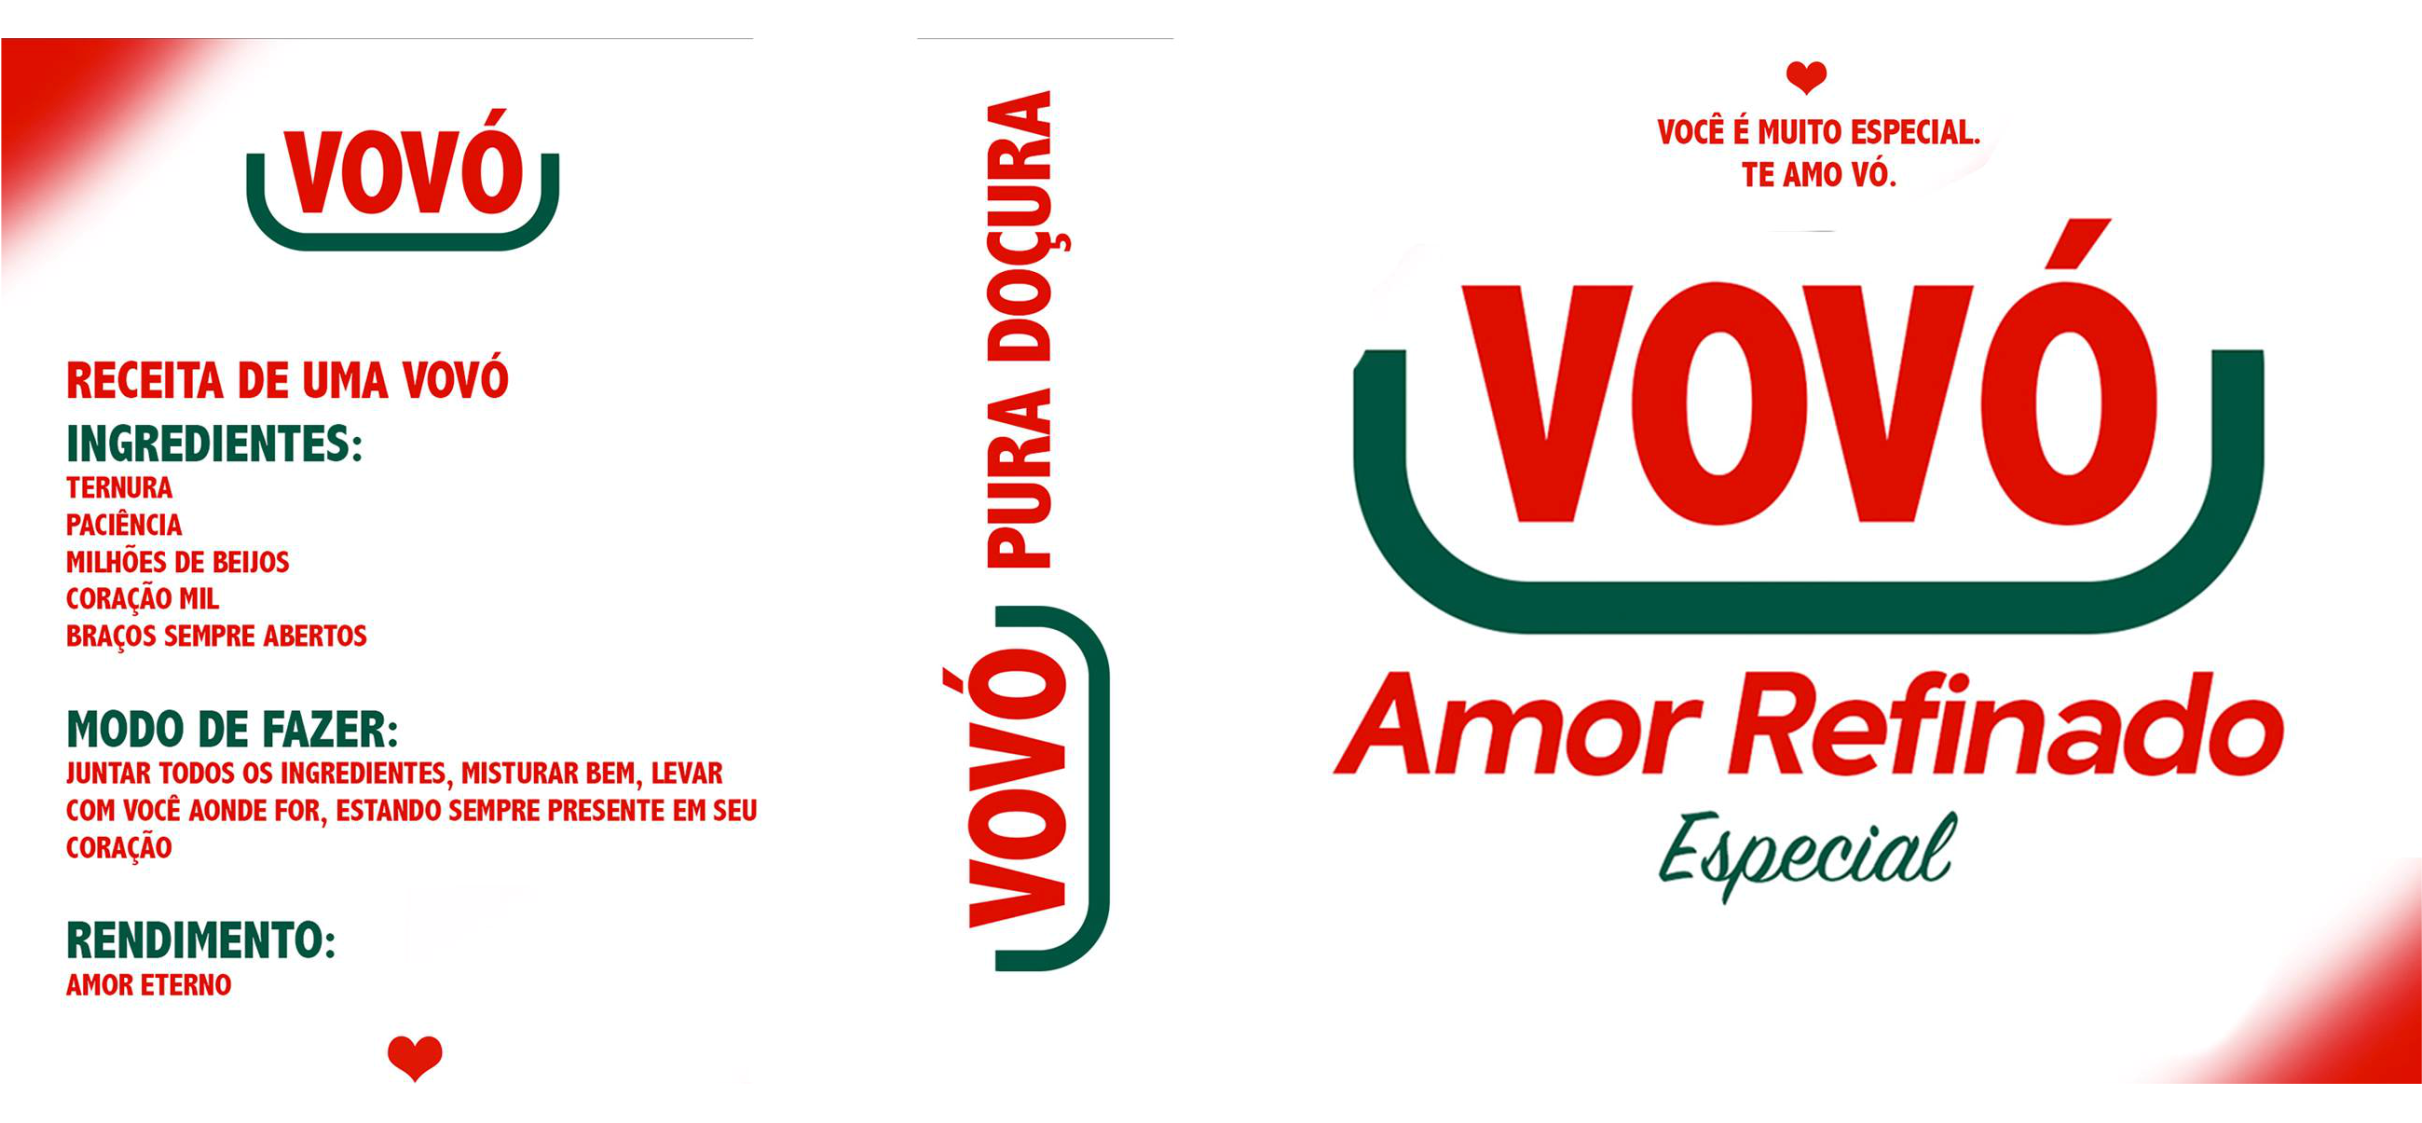 VOVÓ
RECEITA DE UMA VOVÓ
INGREDIENTES:
TERNURA
PACIÊNCIA
MILHÕES DE BEIJOS
CORAÇÃO MIL
BRAÇOS SEMPRE ABERTOS
MODO DE FAZER:
JUNTAR TODOS OS INGREDIENTES, MISTURAR BEM, LEVAR
COM VOCÊ AONDE FOR, ESTANDO SEMPRE PRESENTE EM SEU
CORAÇÃO
RENDIMENTO:
AMOR ETERNO
VOVÓ PURA DOÇURA
VOCÊ É MUITO ESPECIAL.
TE AMO VÓ.
VOVÓ
Amor Refinado
Especial